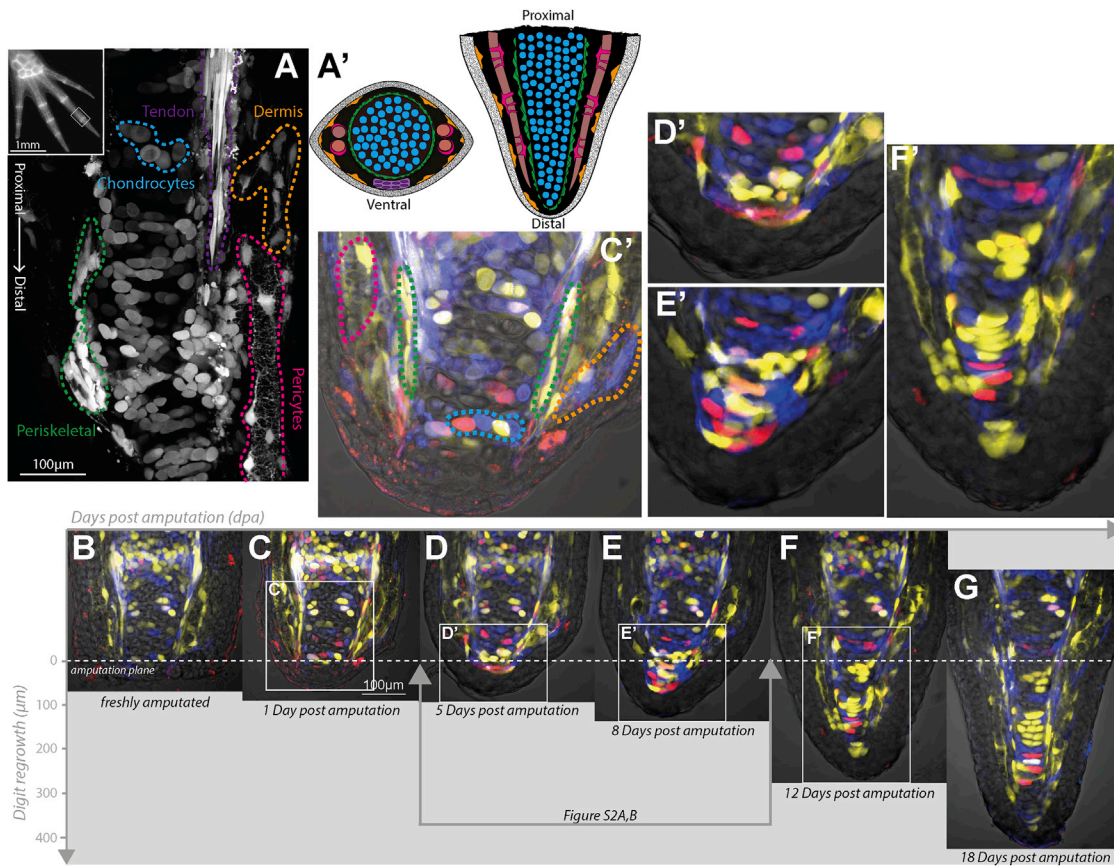 A
1mm
Tendon
Dermis
Chondrocytes
Proximal
Distal
Periskeletal
Pericytes
100µm
A'
Ventral
Proximal
Distal
C'
D'
E'
F'
Days post amputation (dpa)
B
C
D
E
F
G
C'
D'
E'
F'
amputation plane
100µm
freshly amputated
1 Day post amputation
5 Days post amputation
8 Days post amputation
12 Days post amputation
18 Days post amputation
Figure S2A,B
Digit regrowth (µm)
0
100
200
300
400